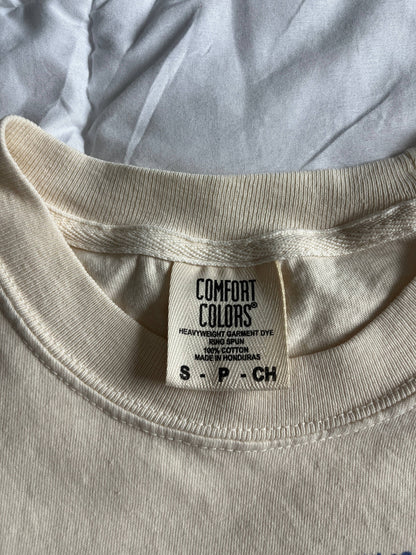 COMFORT
COLORS®
HEAVYWEIGHT GARMENT DYE
RING SPUN
100% COTTON
MADE IN HONDURAS
S - P - CH